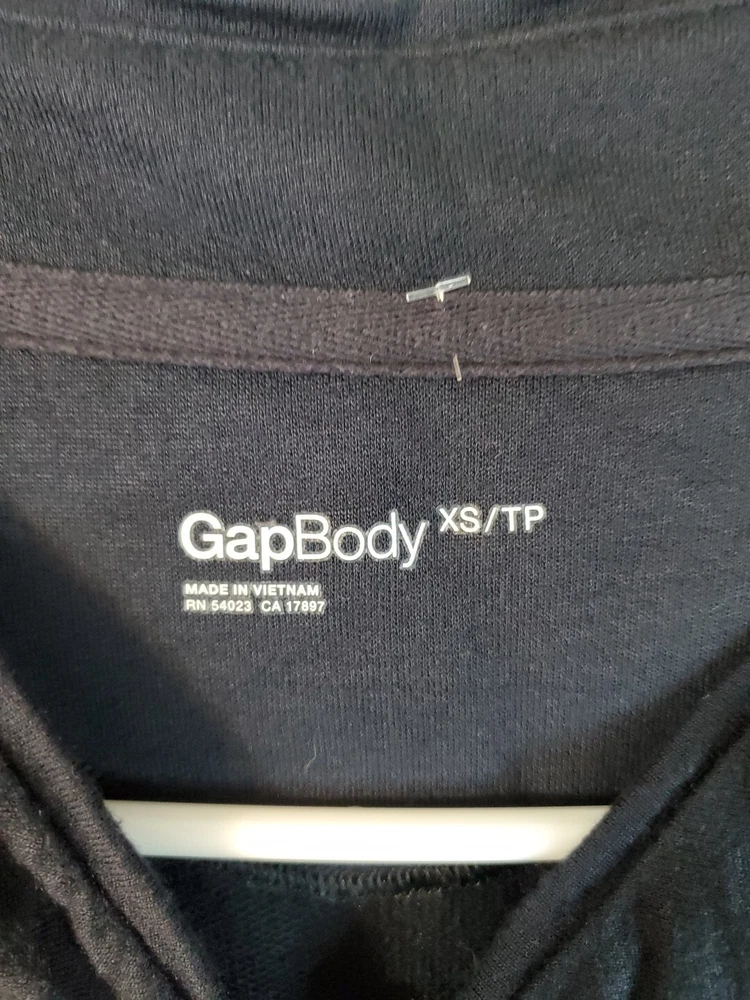 GapBody XS/TP
MADE IN VIETNAM
RN 54023 CA 17897